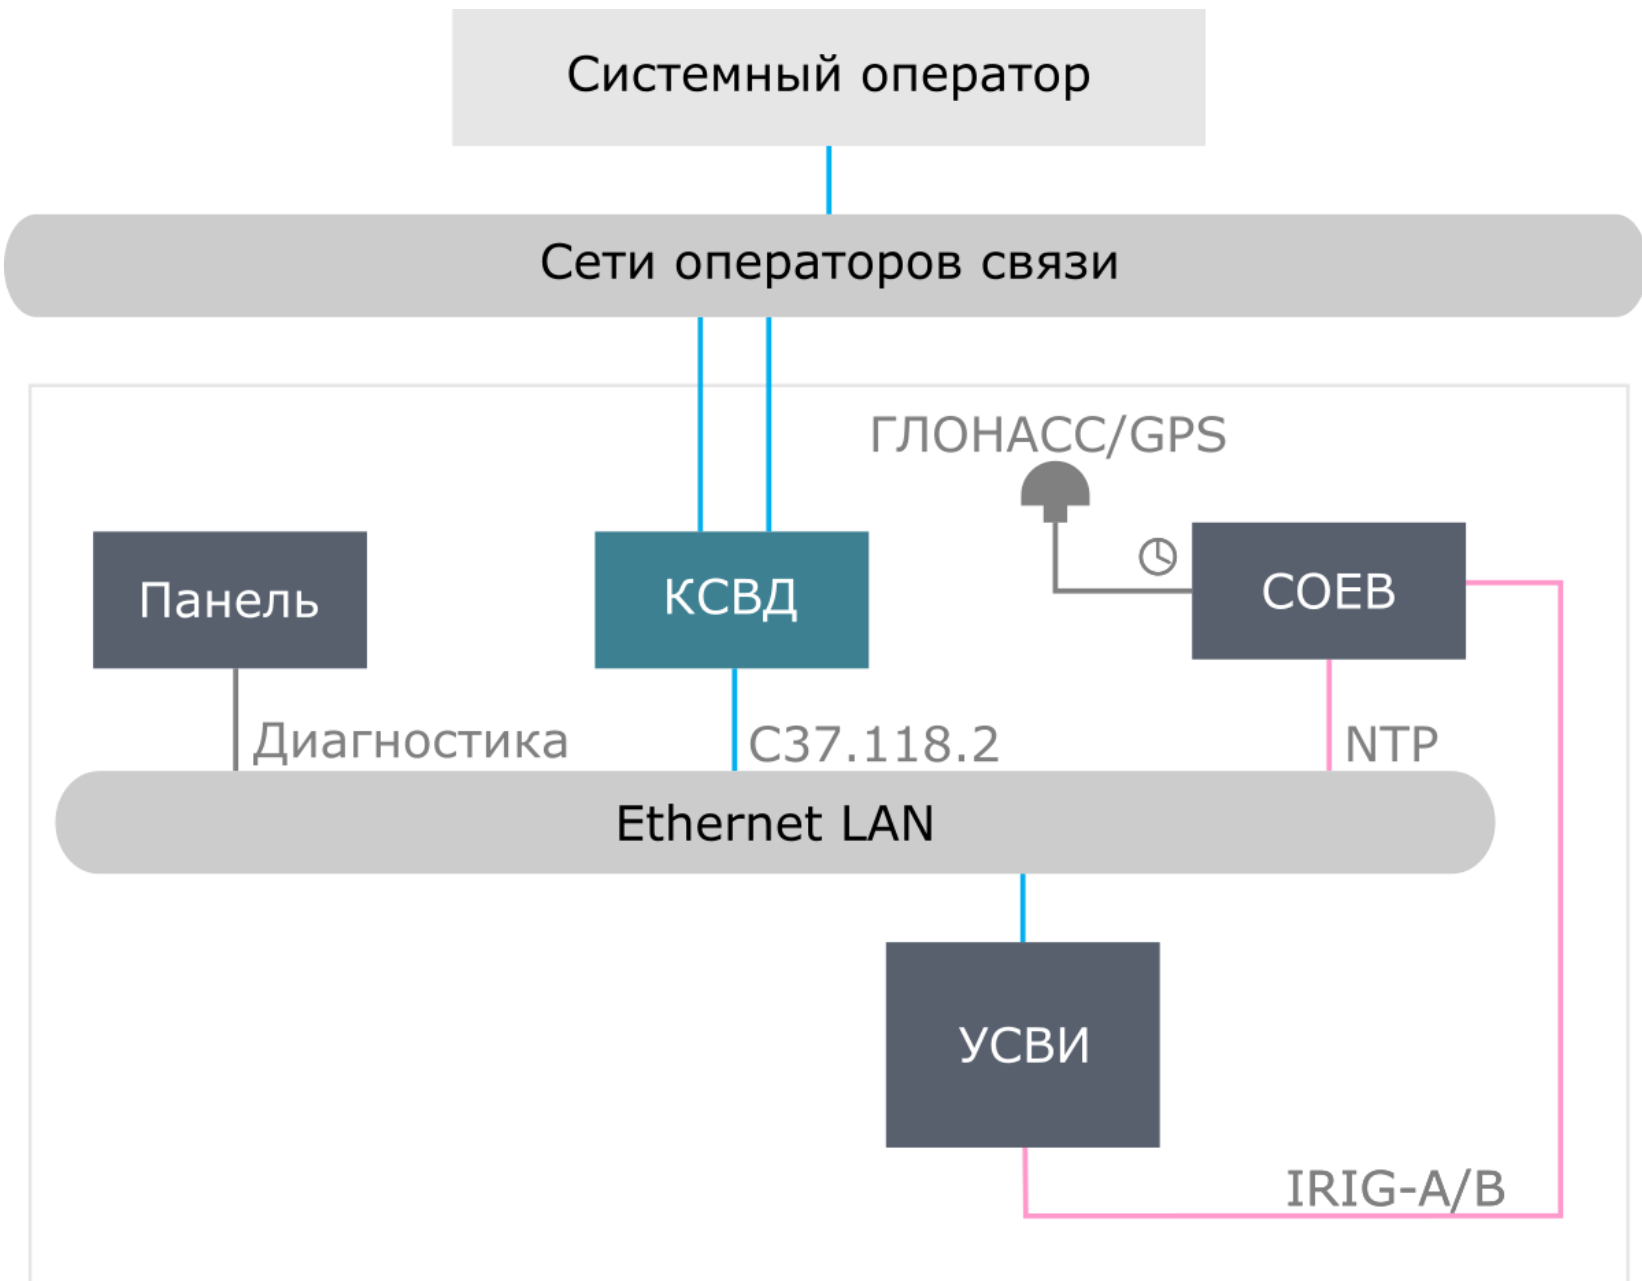 Системный оператор
Сети операторов связи
ГЛОНАСС/GPS
Панель
КСВД
СОЕВ
Диагностика
C37.118.2
NTP
Ethernet LAN
УСВИ
IRIG-A/B